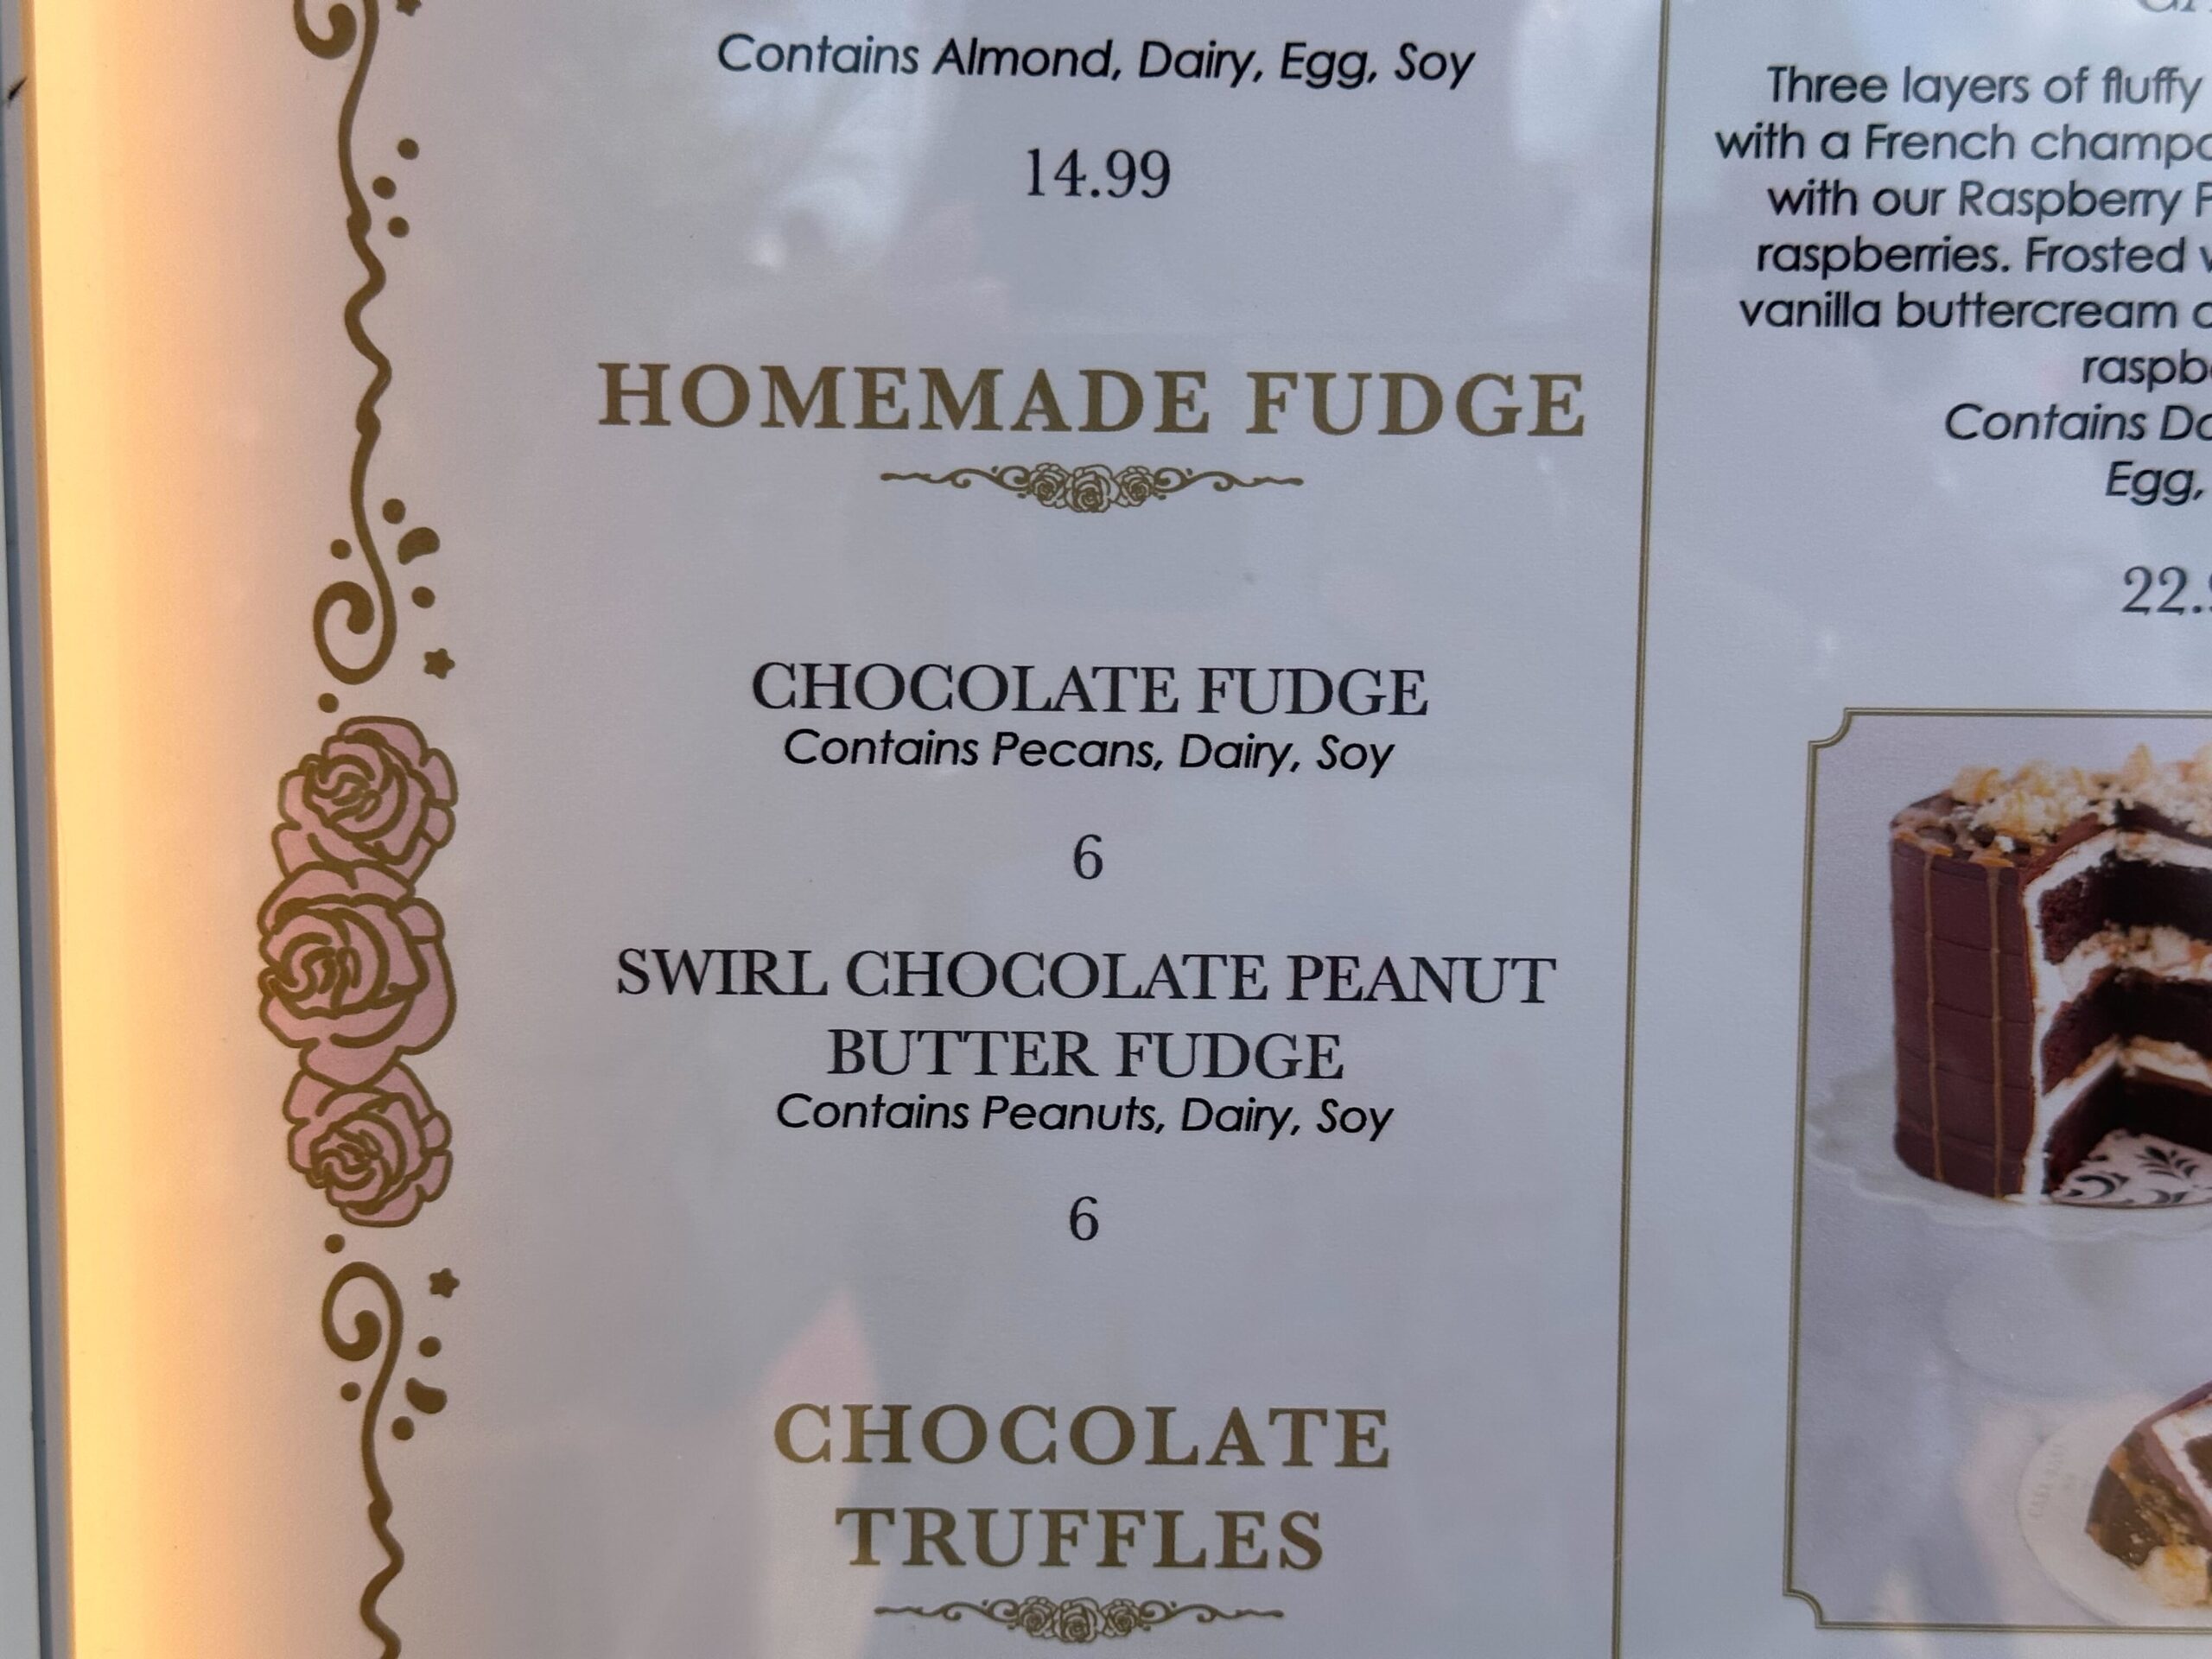 Contains Almond, Dairy, Egg, Soy
14.99
HOMEMADE FUDGE
CHOCOLATE FUDGE
Contains Pecans, Dairy, Soy
6
SWIRL CHOCOLATE PEANUT
BUTTER FUDGE
Contains Peanuts, Dairy, Soy
6
CHOCOLATE
TRUFFLES
Three layers of fluffy
with a French
with our Raspberry
raspberries. Frosted
vanilla buttercream
Contains
Egg,